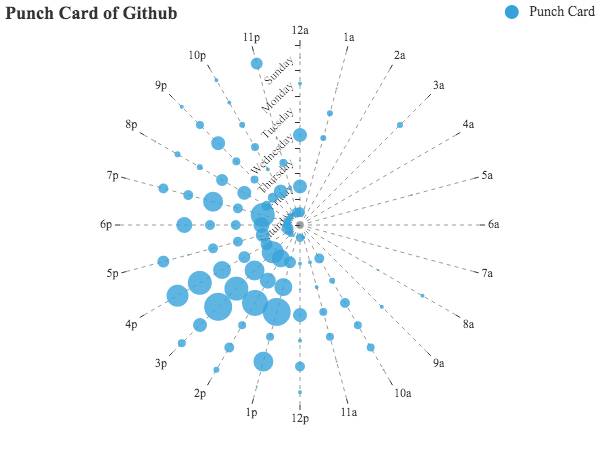 Punch Card of Github
Punch Card
12a
1a
2a
3a
4a
5a
6a
7a
8a
9a
10a
11a
12p
1p
2p
3p
4p
5p
6p
7p
8p
9p
10p
11p
Sunday
Monday
Tuesday
Wednesday
Thursday